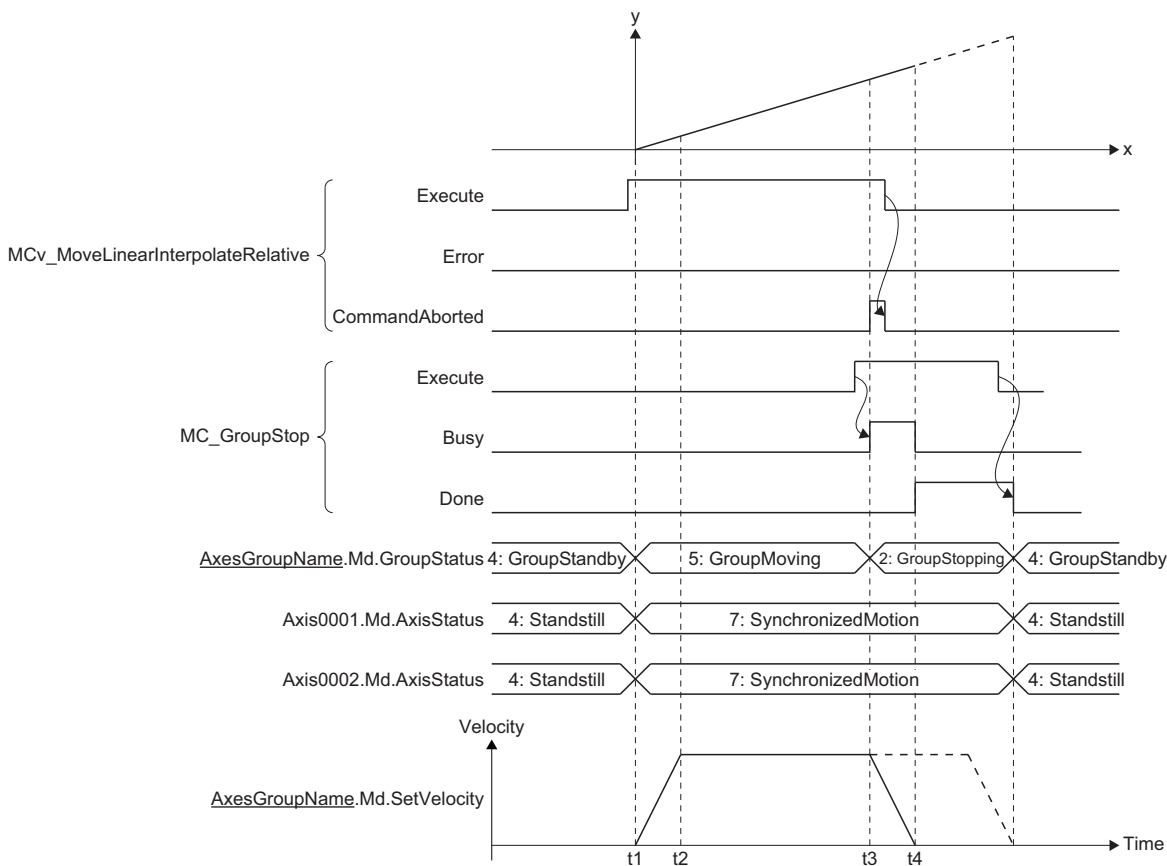 y
x
Execute
MCv_MoveLinearInterpolateRelative
Error
CommandAborted
Execute
MC_GroupStop
Busy
Done
AxesGroupName.Md.GroupStatus 4: GroupStandby 5: GroupMoving 2: GroupStopping 4: GroupStandby
Axis0001.Md.AxisStatus 4: Standstill 7: SynchronizedMotion 4: Standstill
Axis0002.Md.AxisStatus 4: Standstill 7: SynchronizedMotion 4: Standstill
Velocity
AxesGroupName.Md.SetVelocity
Time
t1 t2 t3 t4